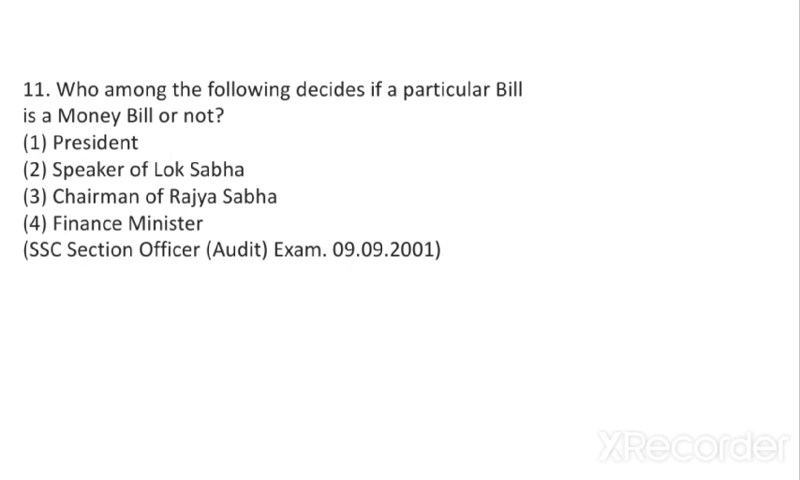 11. Who among the following decides if a particular Bill
is a Money Bill or not?
(1) President
(2) Speaker of Lok Sabha
(3) Chairman of Rajya Sabha
(4) Finance Minister
(SSC Section Officer (Audit) Exam. 09.09.2001)
XRecorder